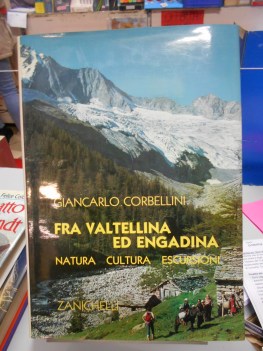 GIANCARLO CORBELLINI
FRA VALTELLINA
ED ENGADINA
NATURA CULTURA ESCURSIONI
ZANICHELLI